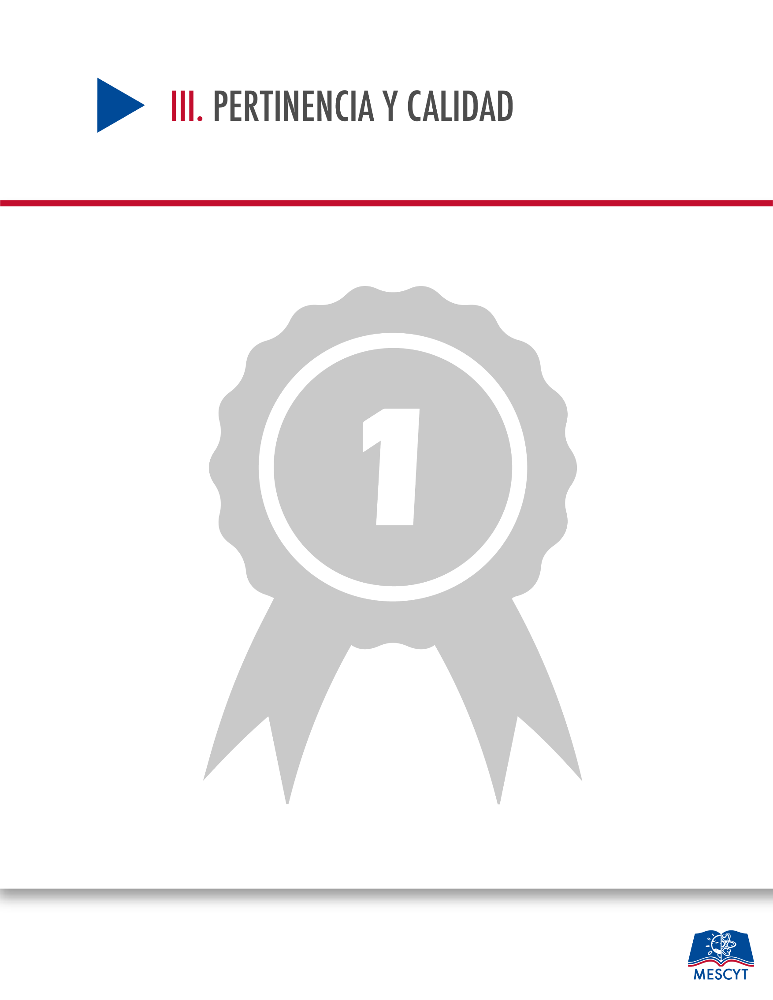 III. PERTINENCIA Y CALIDAD
1
MESCYT